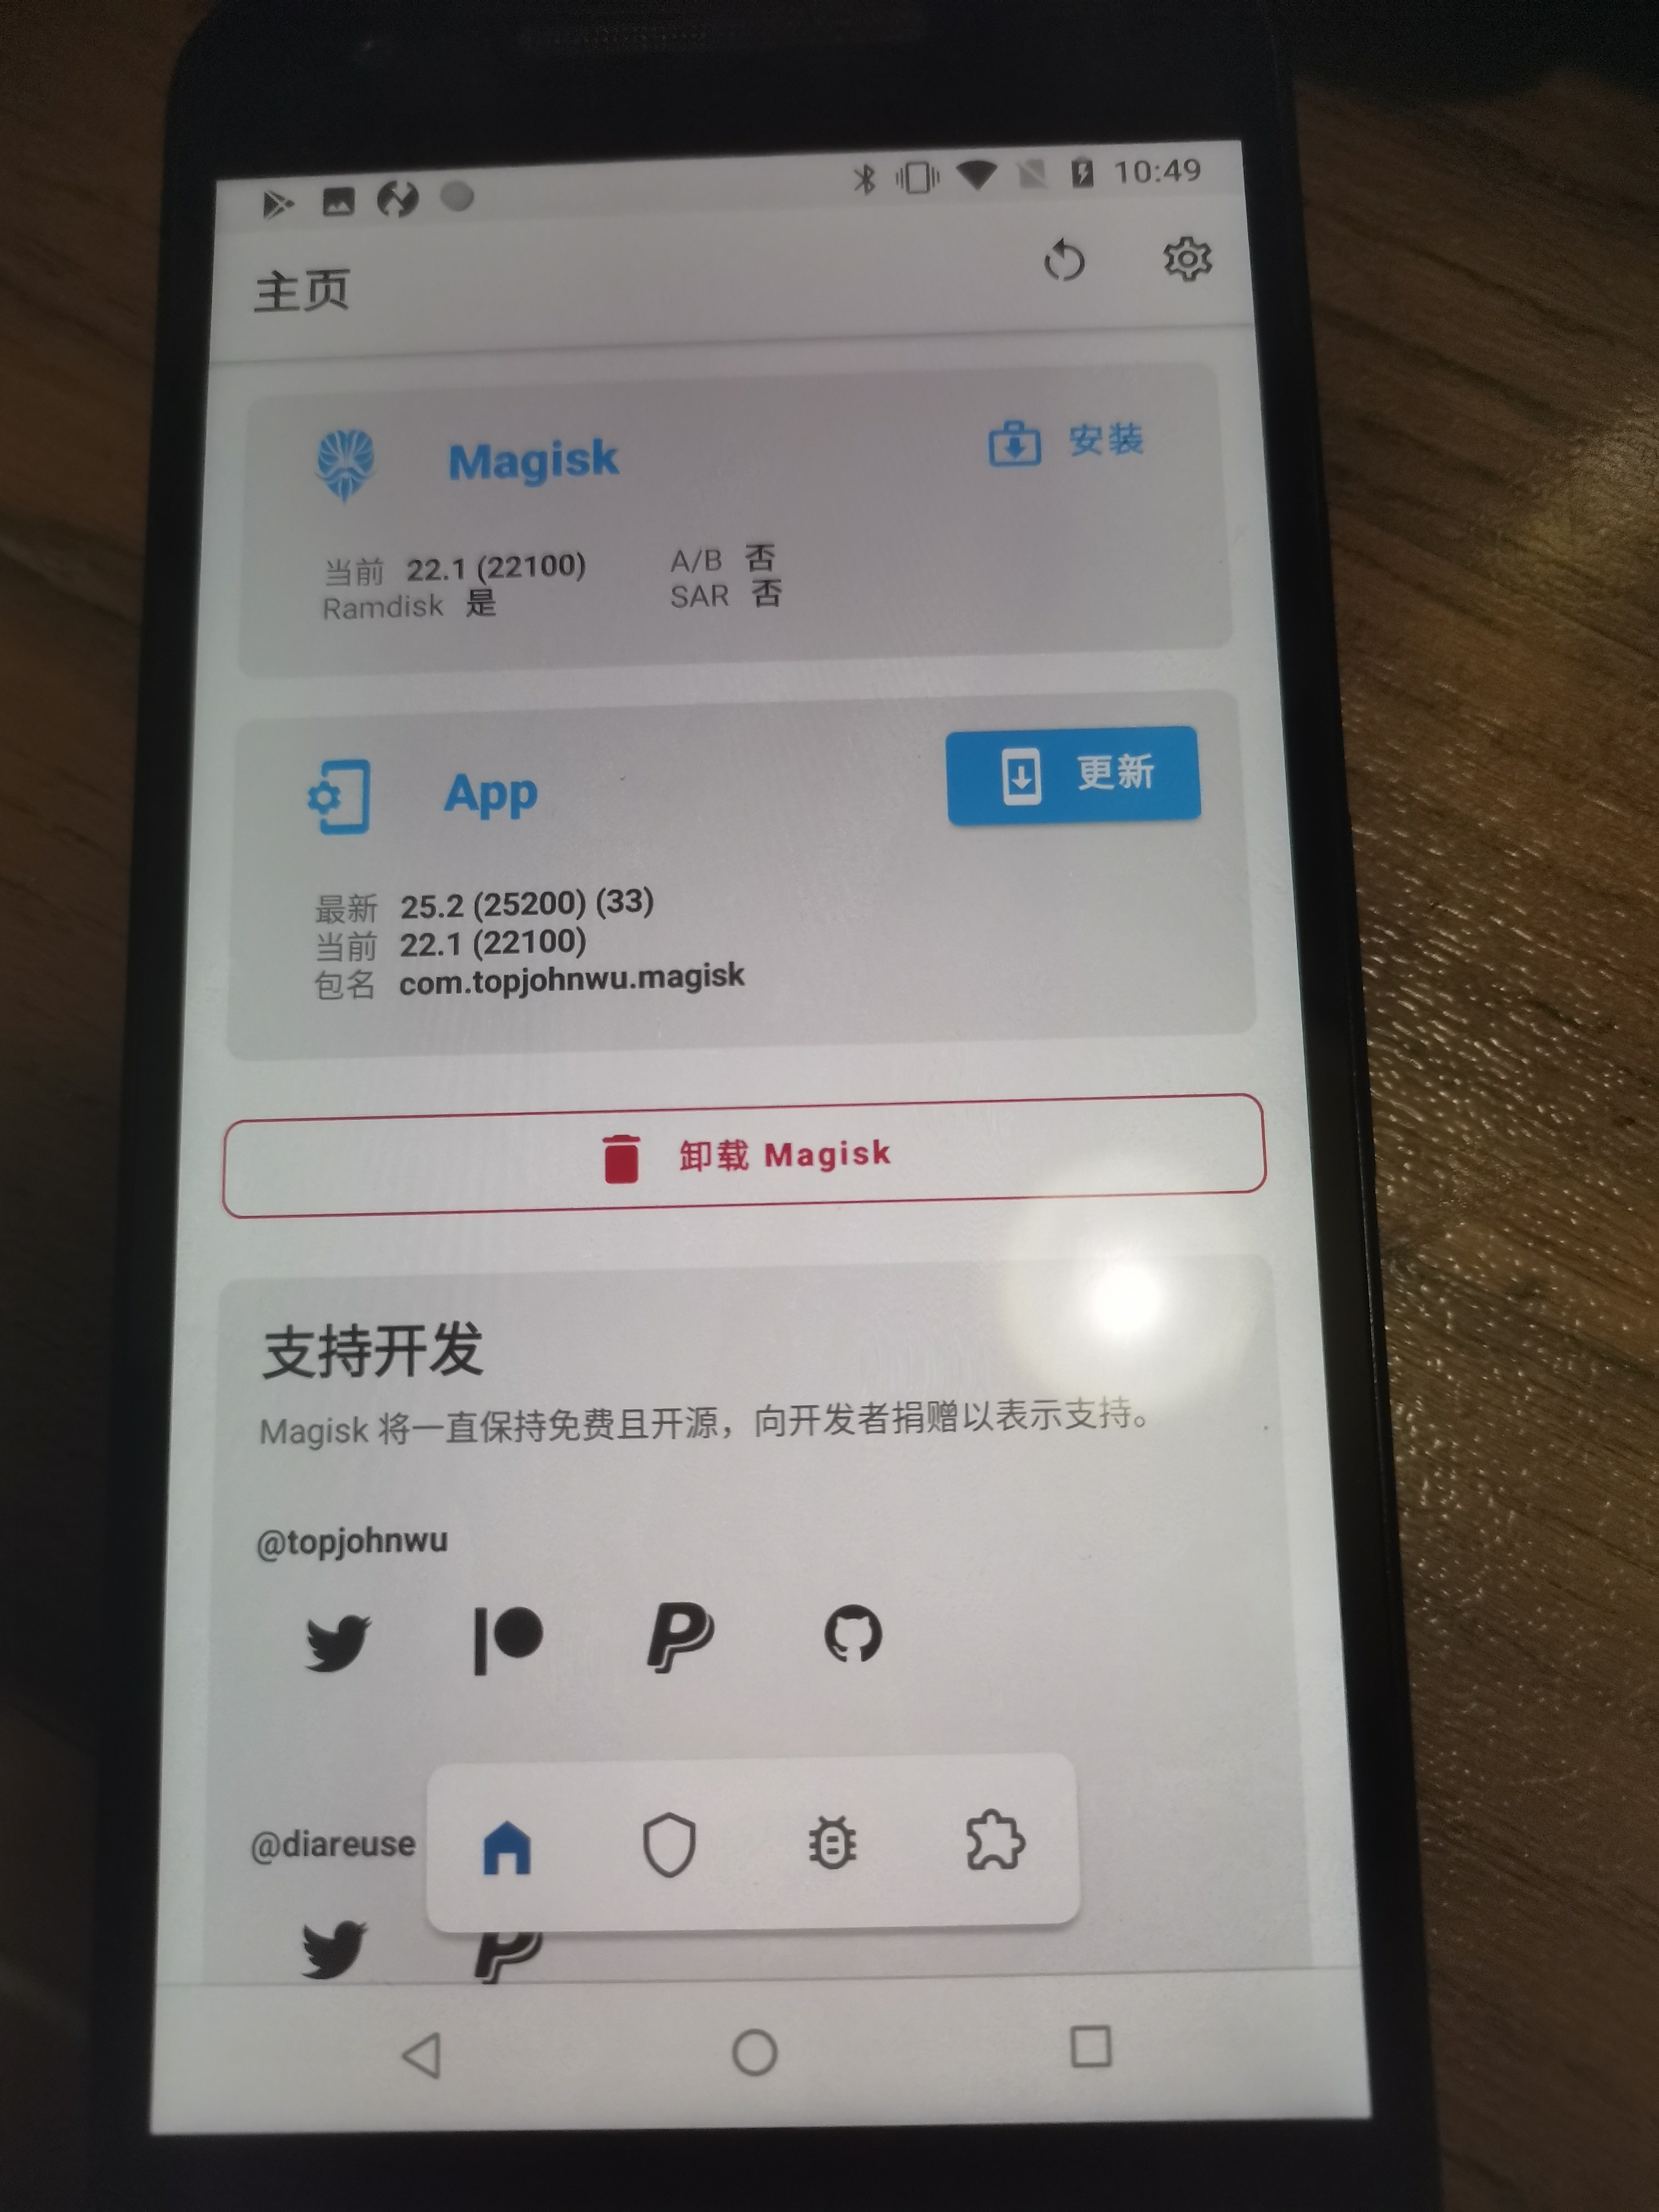 10:49
主页
Magisk 安装
当前 22.1 (22100) A/B 否
Ramdisk 是 SAR 否
App 更新
最新 25.2 (25200) (33)
当前 22.1 (22100)
包名 com.topjohnwu.magisk
卸载 Magisk
支持开发
Magisk 将一直保持免费且开源，向开发者捐赠以表示支持。
@topjohnwu
@diareuse